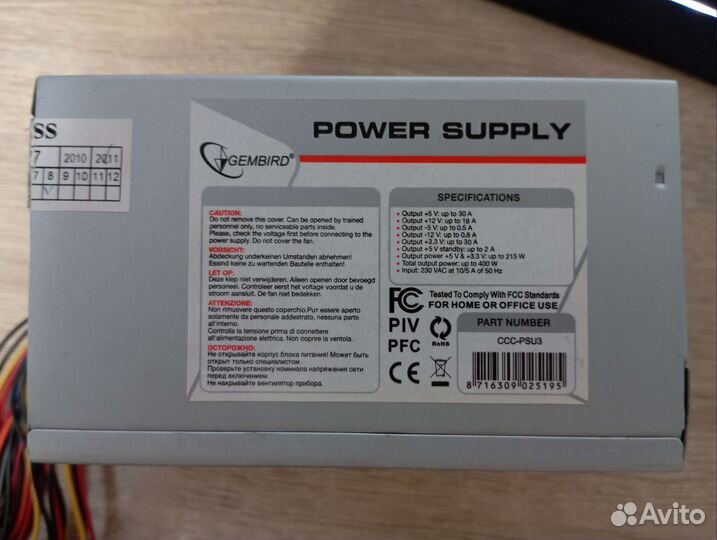 SS
7 2010 2011
7 8 9 10 11 12
GEMBIRD®
POWER SUPPLY
CAUTION:
Do not remove this cover. Can be opened by trained
personnel only, no serviceable parts inside.
Please, check the voltage first before connecting to the
power supply. Do not cover the fan.
VORSICHT:
Abdeckung underkeinen Umstanden abnehmen!
Einsind keine zu wartenden Bauteile enthalten!
LET OP:
Deze klep niet verwijderen. Alleen openen door bevoegd
personeel. Controleer eerst het voltage voordat u de
stroom aansluit. De fan niet bedekken.
ATTENZIONE:
Non rimuovere questo coperchio.Pur essere aperto
solamente da personale addestrato, nessuna parte
all'interno.
Controlla la tensione prima di connettere
all'alimentazione elettrica. Non coprire la ventola.
ОСТОРОЖНО:
Не открывайте корпус блока питания! Может быть
открыт только специалистом.
Проверьте установку номинала напряжения сети
перед включением.
Не накрывайте вентилятор прибора.
SPECIFICATIONS
• Output +5 V: up to 30 A
• Output +12 V: up to 18 A
• Output -5 V: up to 0.5 A
• Output -12 V: up to 0.8 A
• Output +3.3 V: up to 30 A
• Output +5 V standby: up to 2 A
• Output power +5 V & +3.3 V: up to 215 W
• Total output power: up to 400 W
• Input: 230 VAC at 10/5 A of 50 Hz
FC Tested To Comply With FCC Standards
FOR HOME OR OFFICE USE
PIV
PFC
RoHS
CE
PART NUMBER
CCC-PSU3
8 716309 025195
Avito